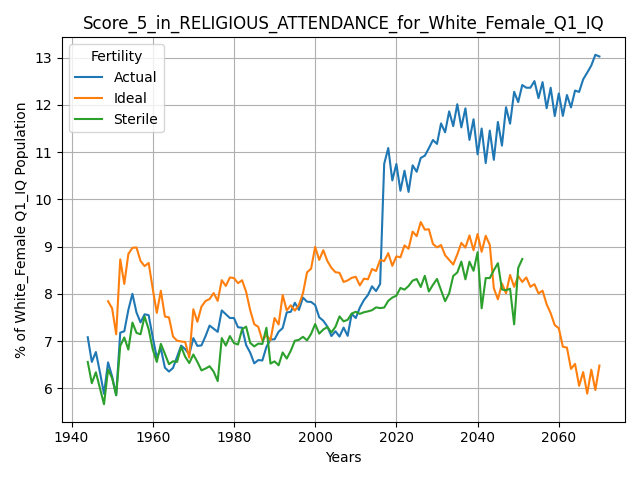 Score_5_in_RELIGIOUS_ATTENDANCE_for_White_Female_Q1_IQ
Fertility
Actual
Ideal
Sterile
% of White_Female Q1_IQ Population
13
12
11
10
9
8
7
6
1940
1960
1980
2000
2020
2040
2060
Years